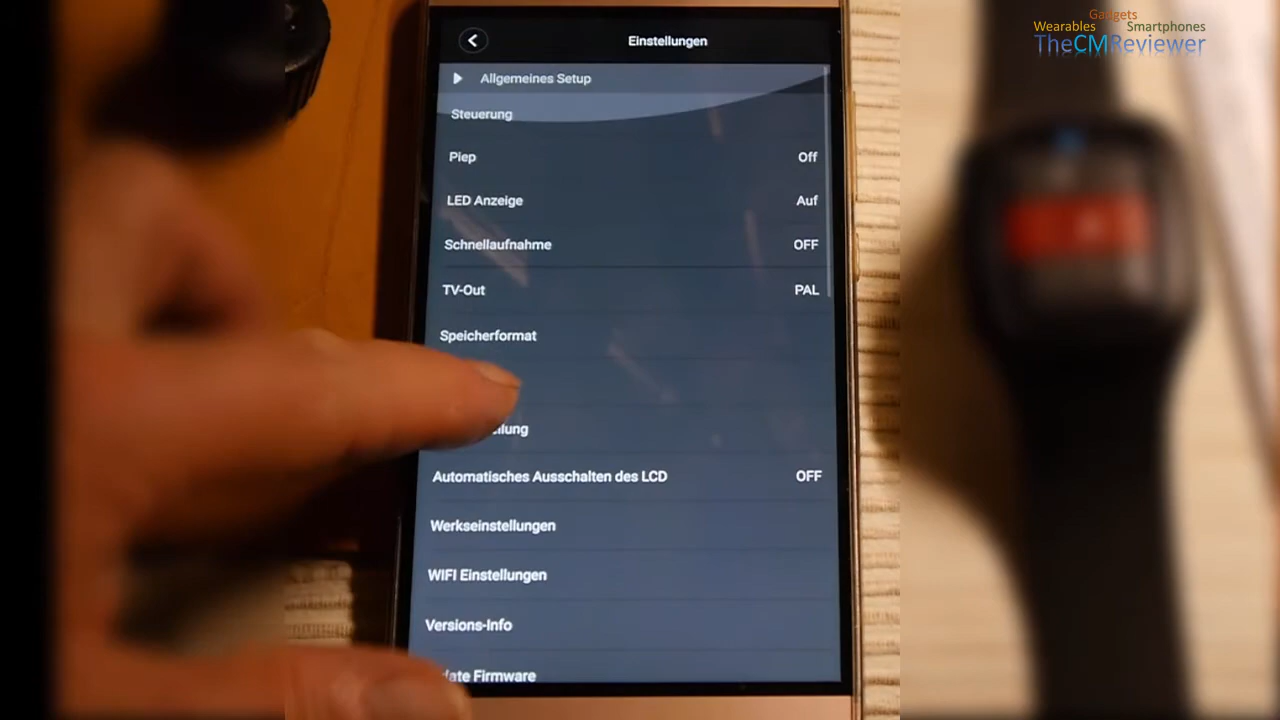 Gadgets
Wearables Smartphones
TheCMReviewer
Einstellungen
Allgemeines Setup
Steuerung
Piep Off
LED Anzeige Auf
Schnellaufnahme OFF
TV-Out PAL
Speicherformat
Automatisches Ausschalten des LCD OFF
Werkseinstellungen
WIFI Einstellungen
Versions-Info
Firmware